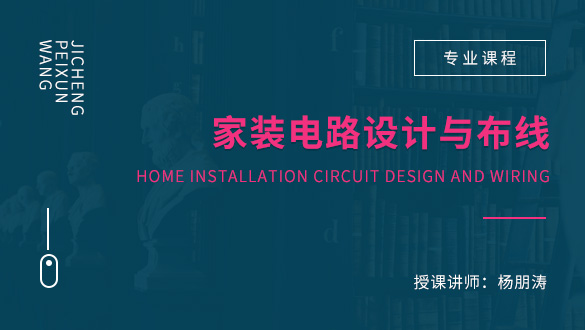 JICHENG
PEIXUN
WANG
专业课程
家装电路设计与布线
HOME INSTALLATION CIRCUIT DESIGN AND WIRING
授课讲师：杨朋涛